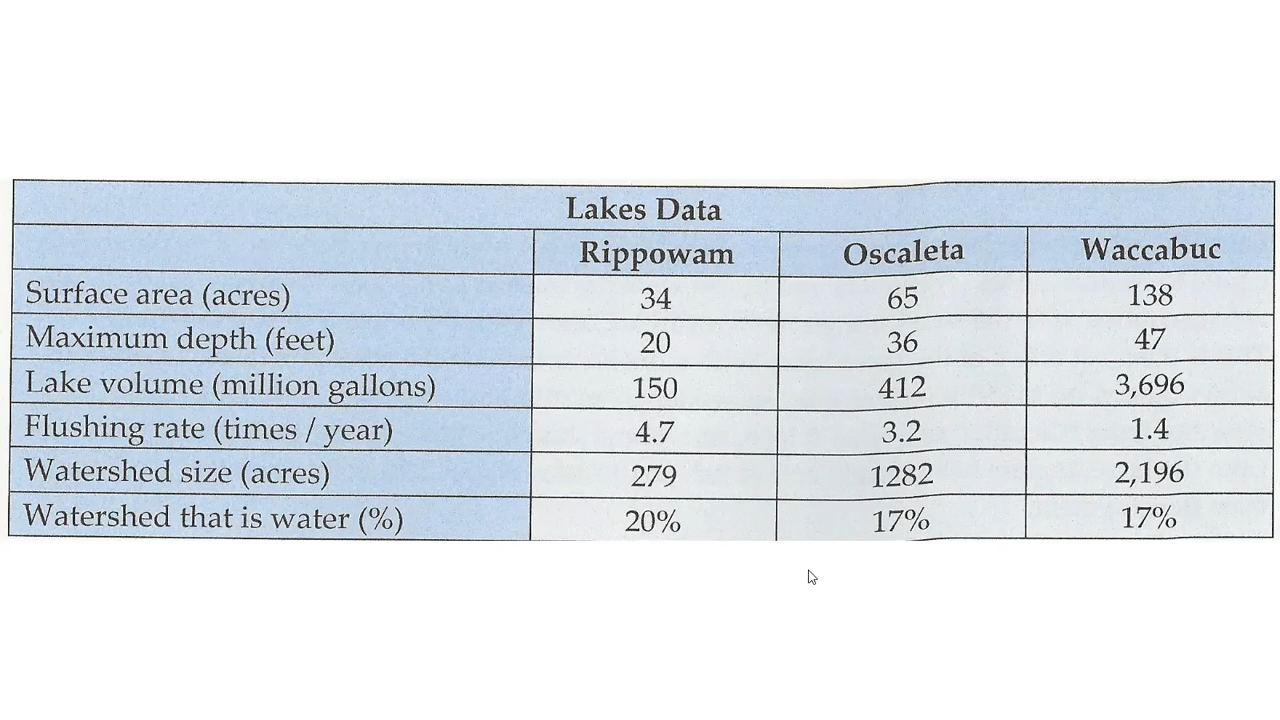 Lakes Data
Rippowam Oscaleta Waccabuc
Surface area (acres) 34 65 138
Maximum depth (feet) 20 36 47
Lake volume (million gallons) 150 412 3,696
Flushing rate (times / year) 4.7 3.2 1.4
Watershed size (acres) 279 1282 2,196
Watershed that is water (%) 20% 17% 17%